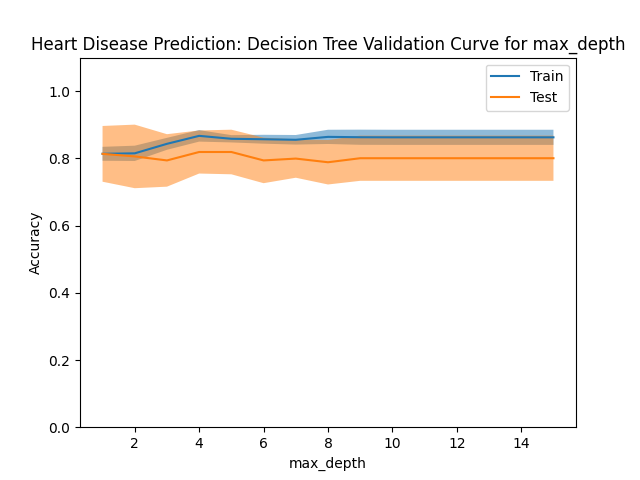 Heart Disease Prediction: Decision Tree Validation Curve for max_depth
Train
Test
1.0
0.8
0.6
0.4
0.2
0.0
Accuracy
2 4 6 8 10 12 14
max_depth